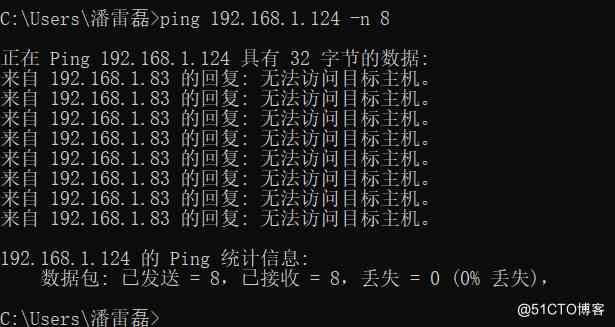 C:\Users\潘雷磊>ping 192.168.1.124 -n 8
正在 Ping 192.168.1.124 具有 32 字节的数据:
来自 192.168.1.83 的回复: 无法访问目标主机。
来自 192.168.1.83 的回复: 无法访问目标主机。
来自 192.168.1.83 的回复: 无法访问目标主机。
来自 192.168.1.83 的回复: 无法访问目标主机。
来自 192.168.1.83 的回复: 无法访问目标主机。
来自 192.168.1.83 的回复: 无法访问目标主机。
来自 192.168.1.83 的回复: 无法访问目标主机。
来自 192.168.1.83 的回复: 无法访问目标主机。
192.168.1.124 的 Ping 统计信息:
数据包: 已发送 = 8，已接收 = 8，丢失 = 0 (0% 丢失)，
C:\Users\潘雷磊>
@51CTO博客